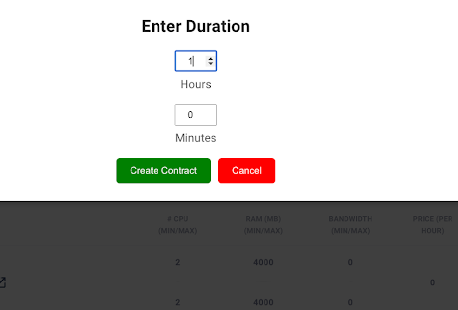 Enter Duration
1
Hours
0
Minutes
Create Contract Cancel
# CPU (MIN/MAX) RAM (MB) (MIN/MAX) BANDWIDTH (MIN/MAX) PRICE (PER HOUR)
2 4000 0
0
2 4000 0